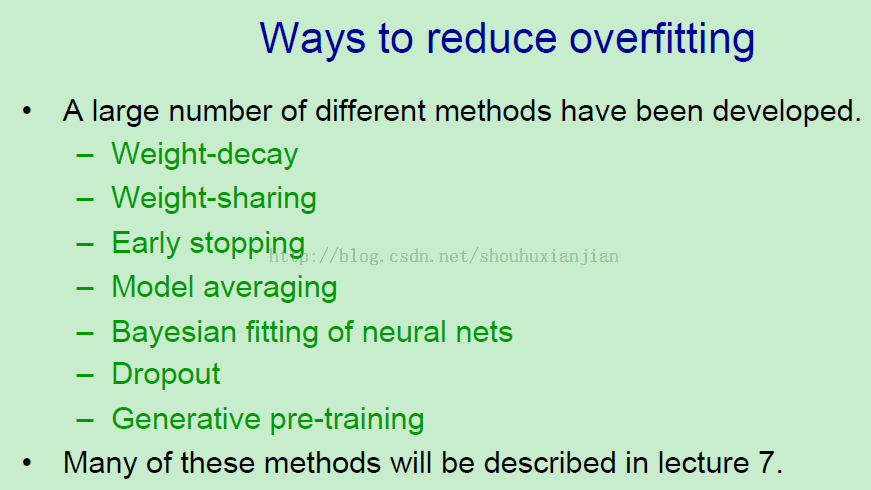 Ways to reduce overfitting
• A large number of different methods have been developed.
– Weight-decay
– Weight-sharing
– Early stopping
http://blog.csdn.net/shouhuxianjian
– Model averaging
– Bayesian fitting of neural nets
– Dropout
– Generative pre-training
• Many of these methods will be described in lecture 7.